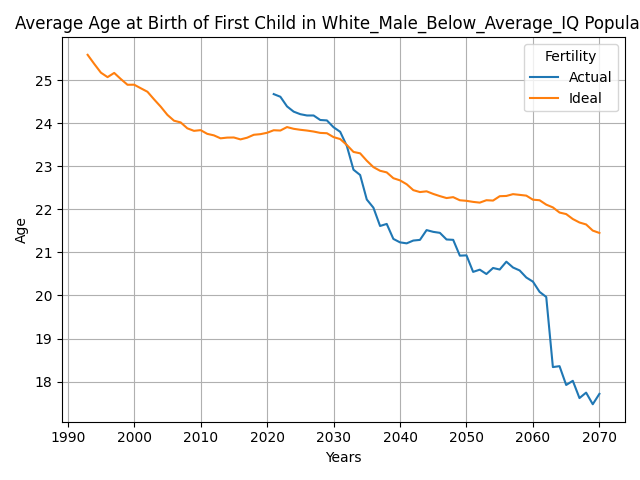 Average Age at Birth of First Child in White_Male_Below_Average_IQ Popula
Fertility
Actual
Ideal
Age
25
24
23
22
21
20
19
18
1990 2000 2010 2020 2030 2040 2050 2060 2070
Years